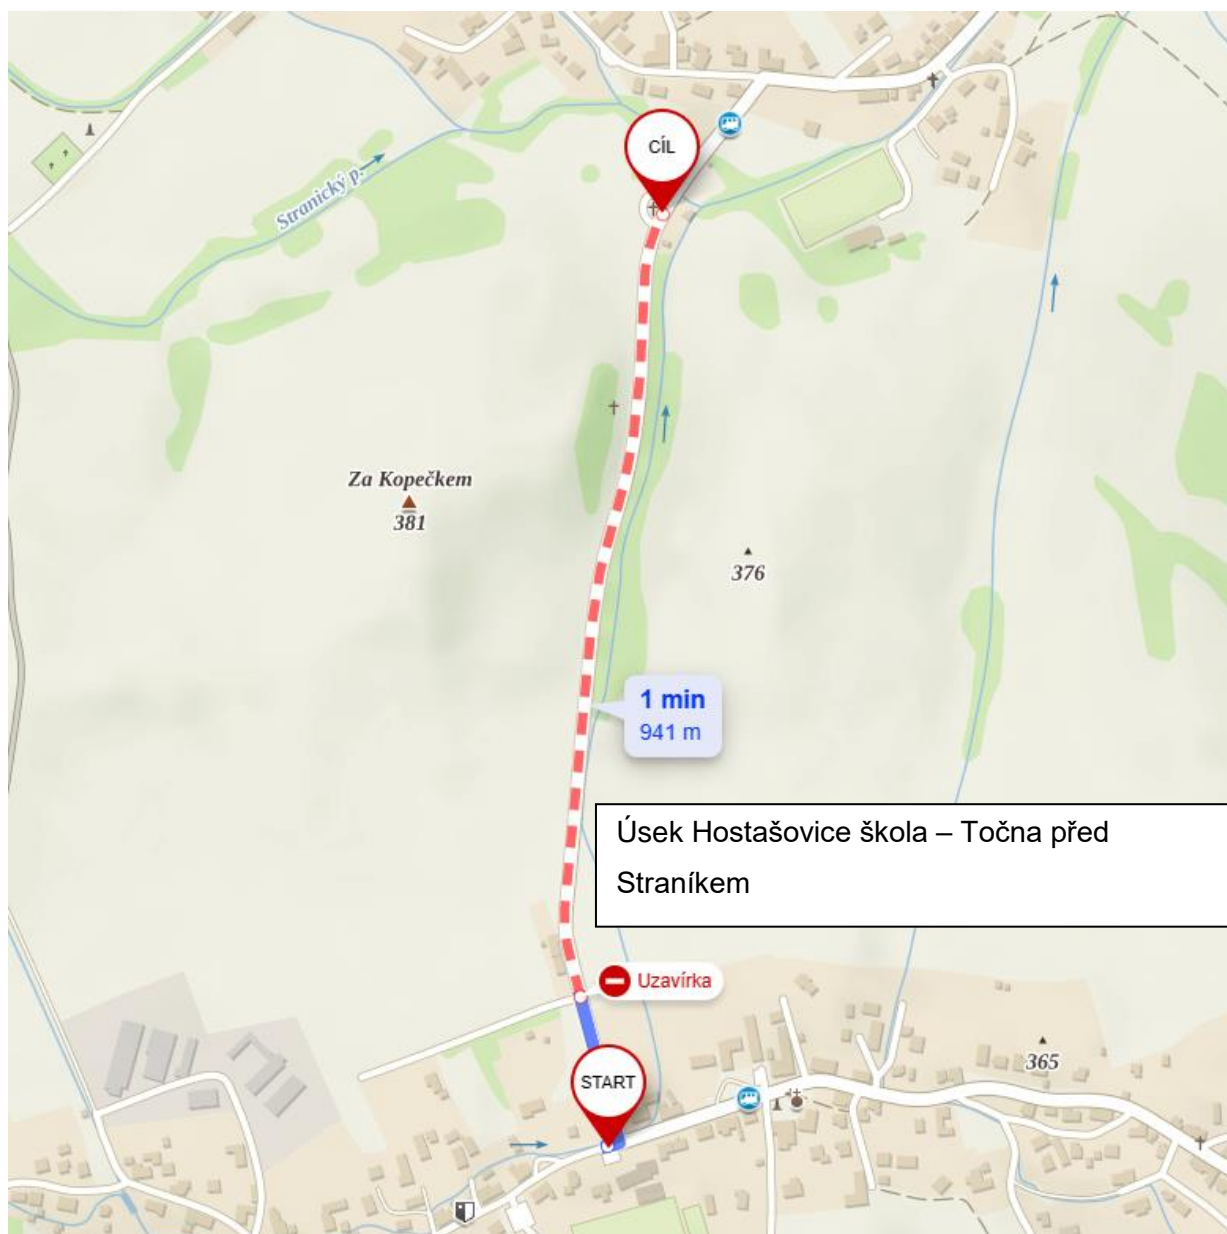 CÍL
Stranický p.
Za Kopečkem
381
376
1 min
941 m
Úsek Hostašovice škola – Točna před
Straníkem
Uzavírka
365
START